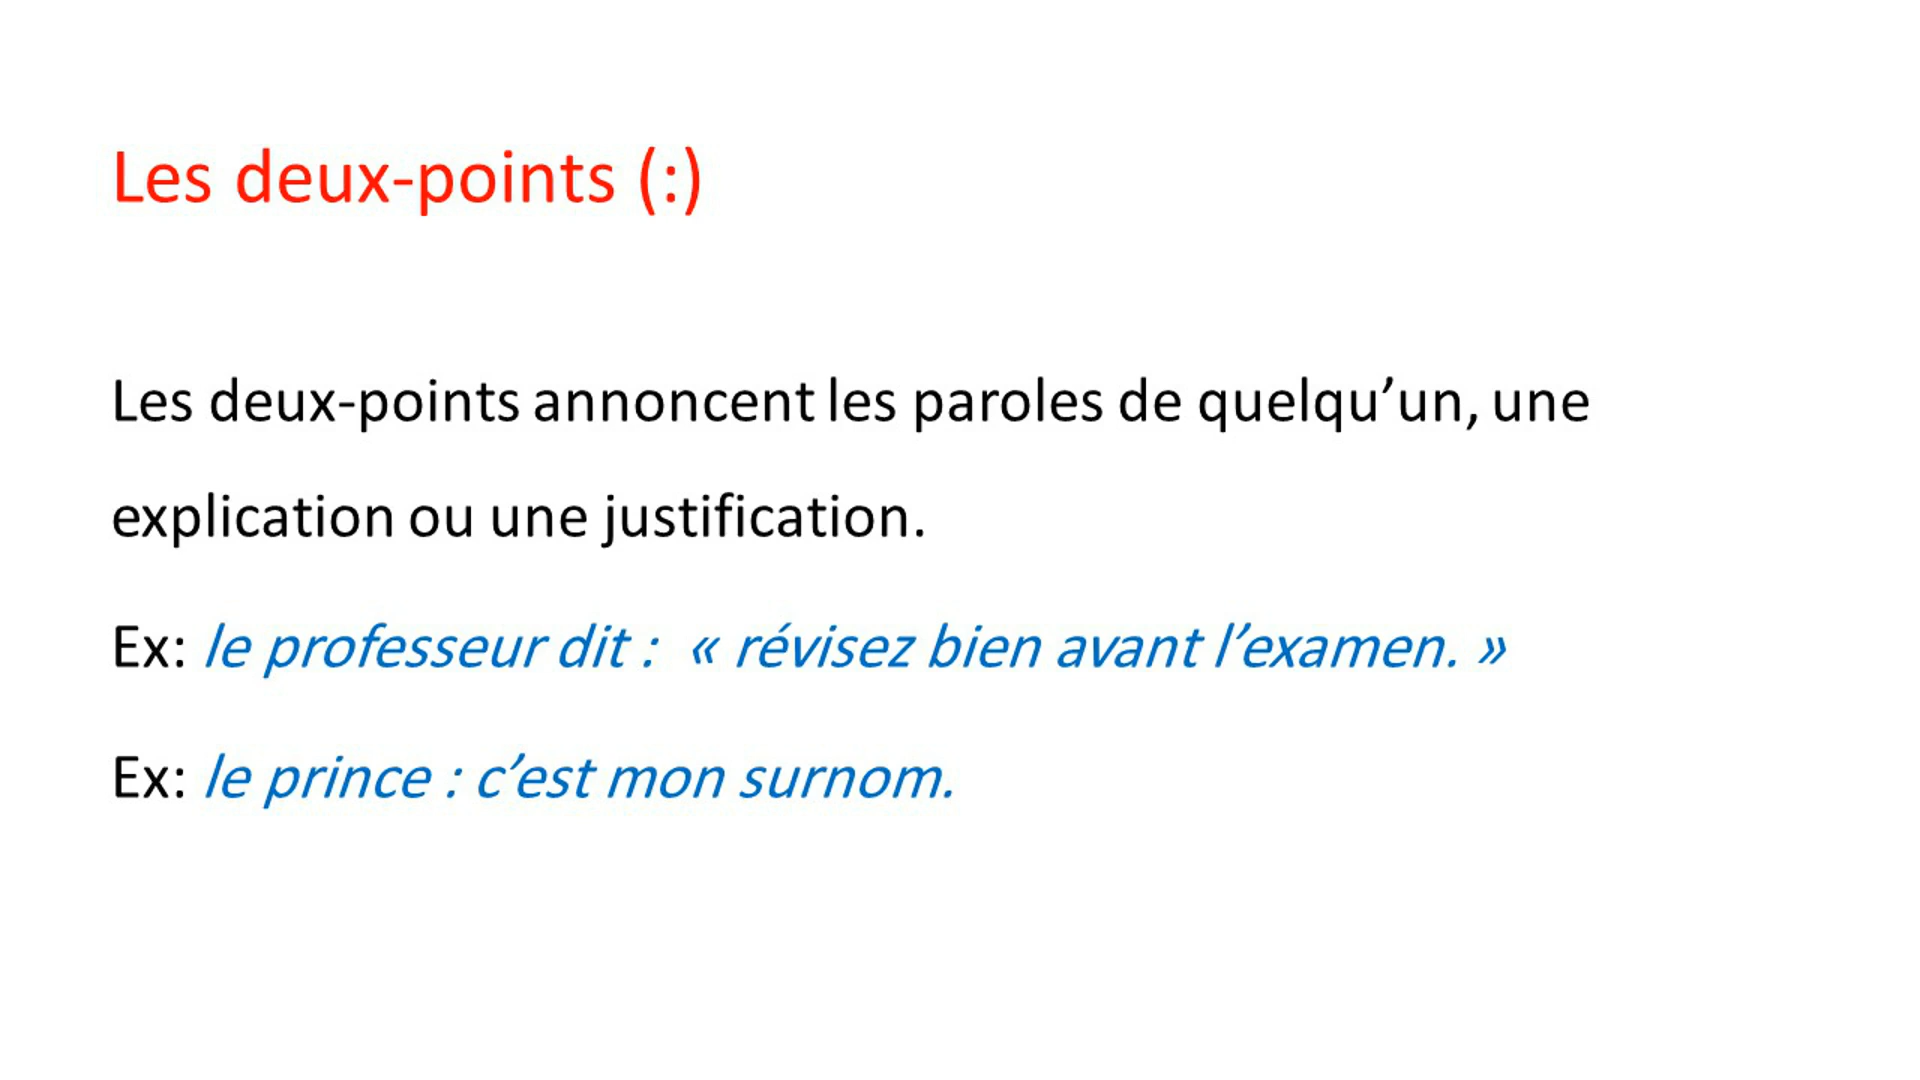 Les deux-points (:)
Les deux-points annoncent les paroles de quelqu’un, une
explication ou une justification.
Ex: le professeur dit :  « révisez bien avant l’examen. »
Ex: le prince : c’est mon surnom.